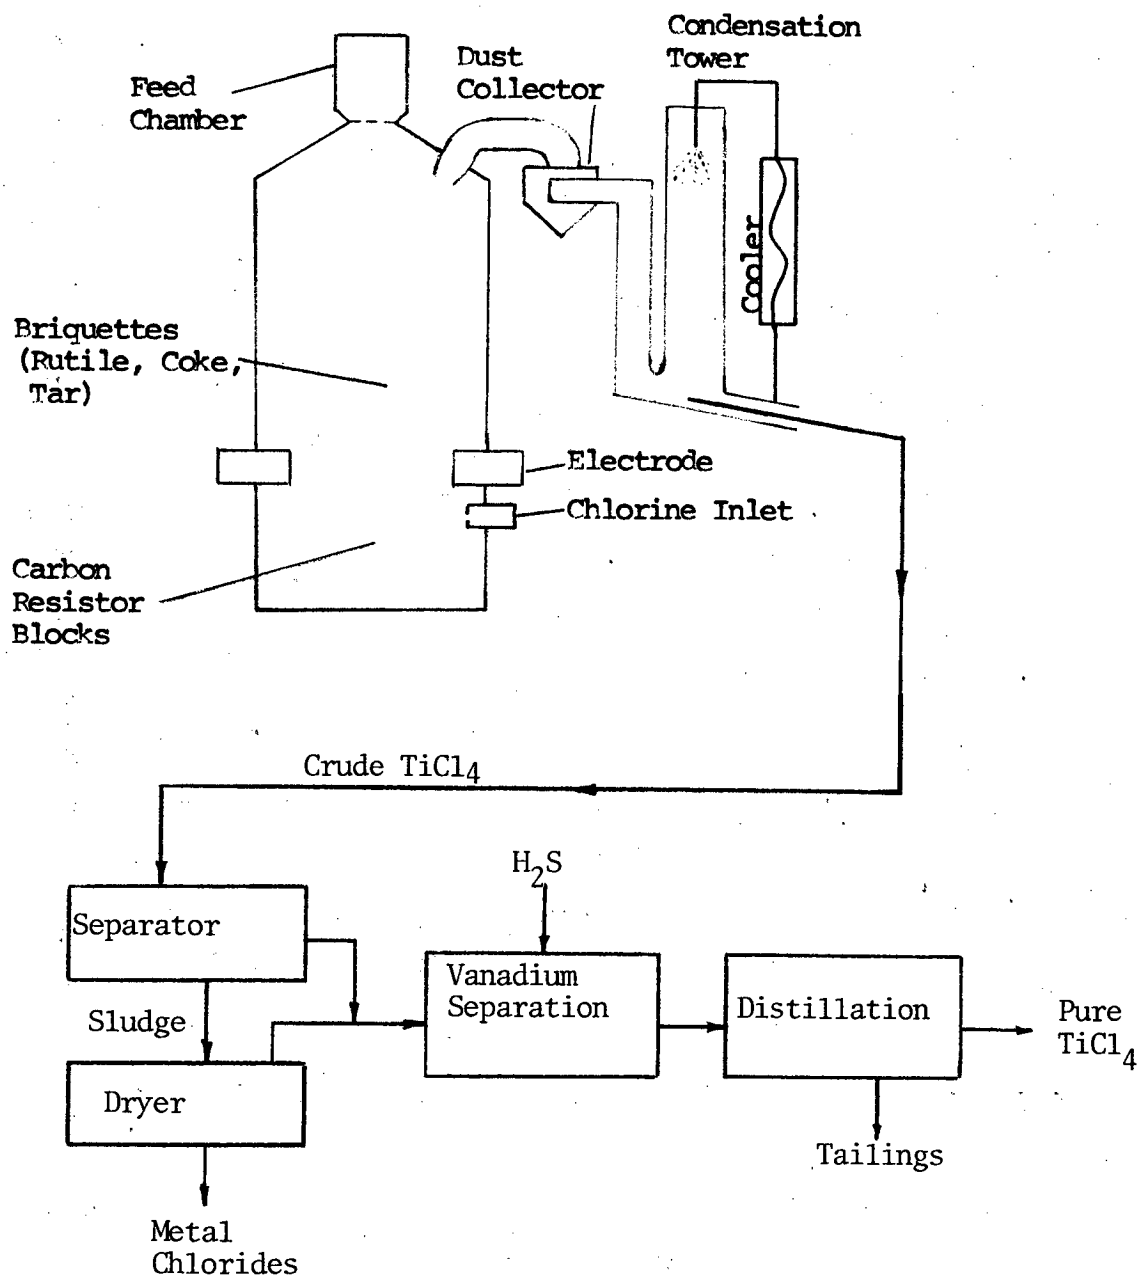 Condensation
Tower
Dust
Collector
Feed
Chamber
Cooler
Briquettes
(Rutile, Coke,
Tar)
Electrode
Chlorine Inlet
Carbon
Resistor
Blocks
Crude TiCl4
H2S
Separator
Vanadium
Separation
Distillation
Pure
TiCl4
Sludge
Dryer
Tailings
Metal
Chlorides